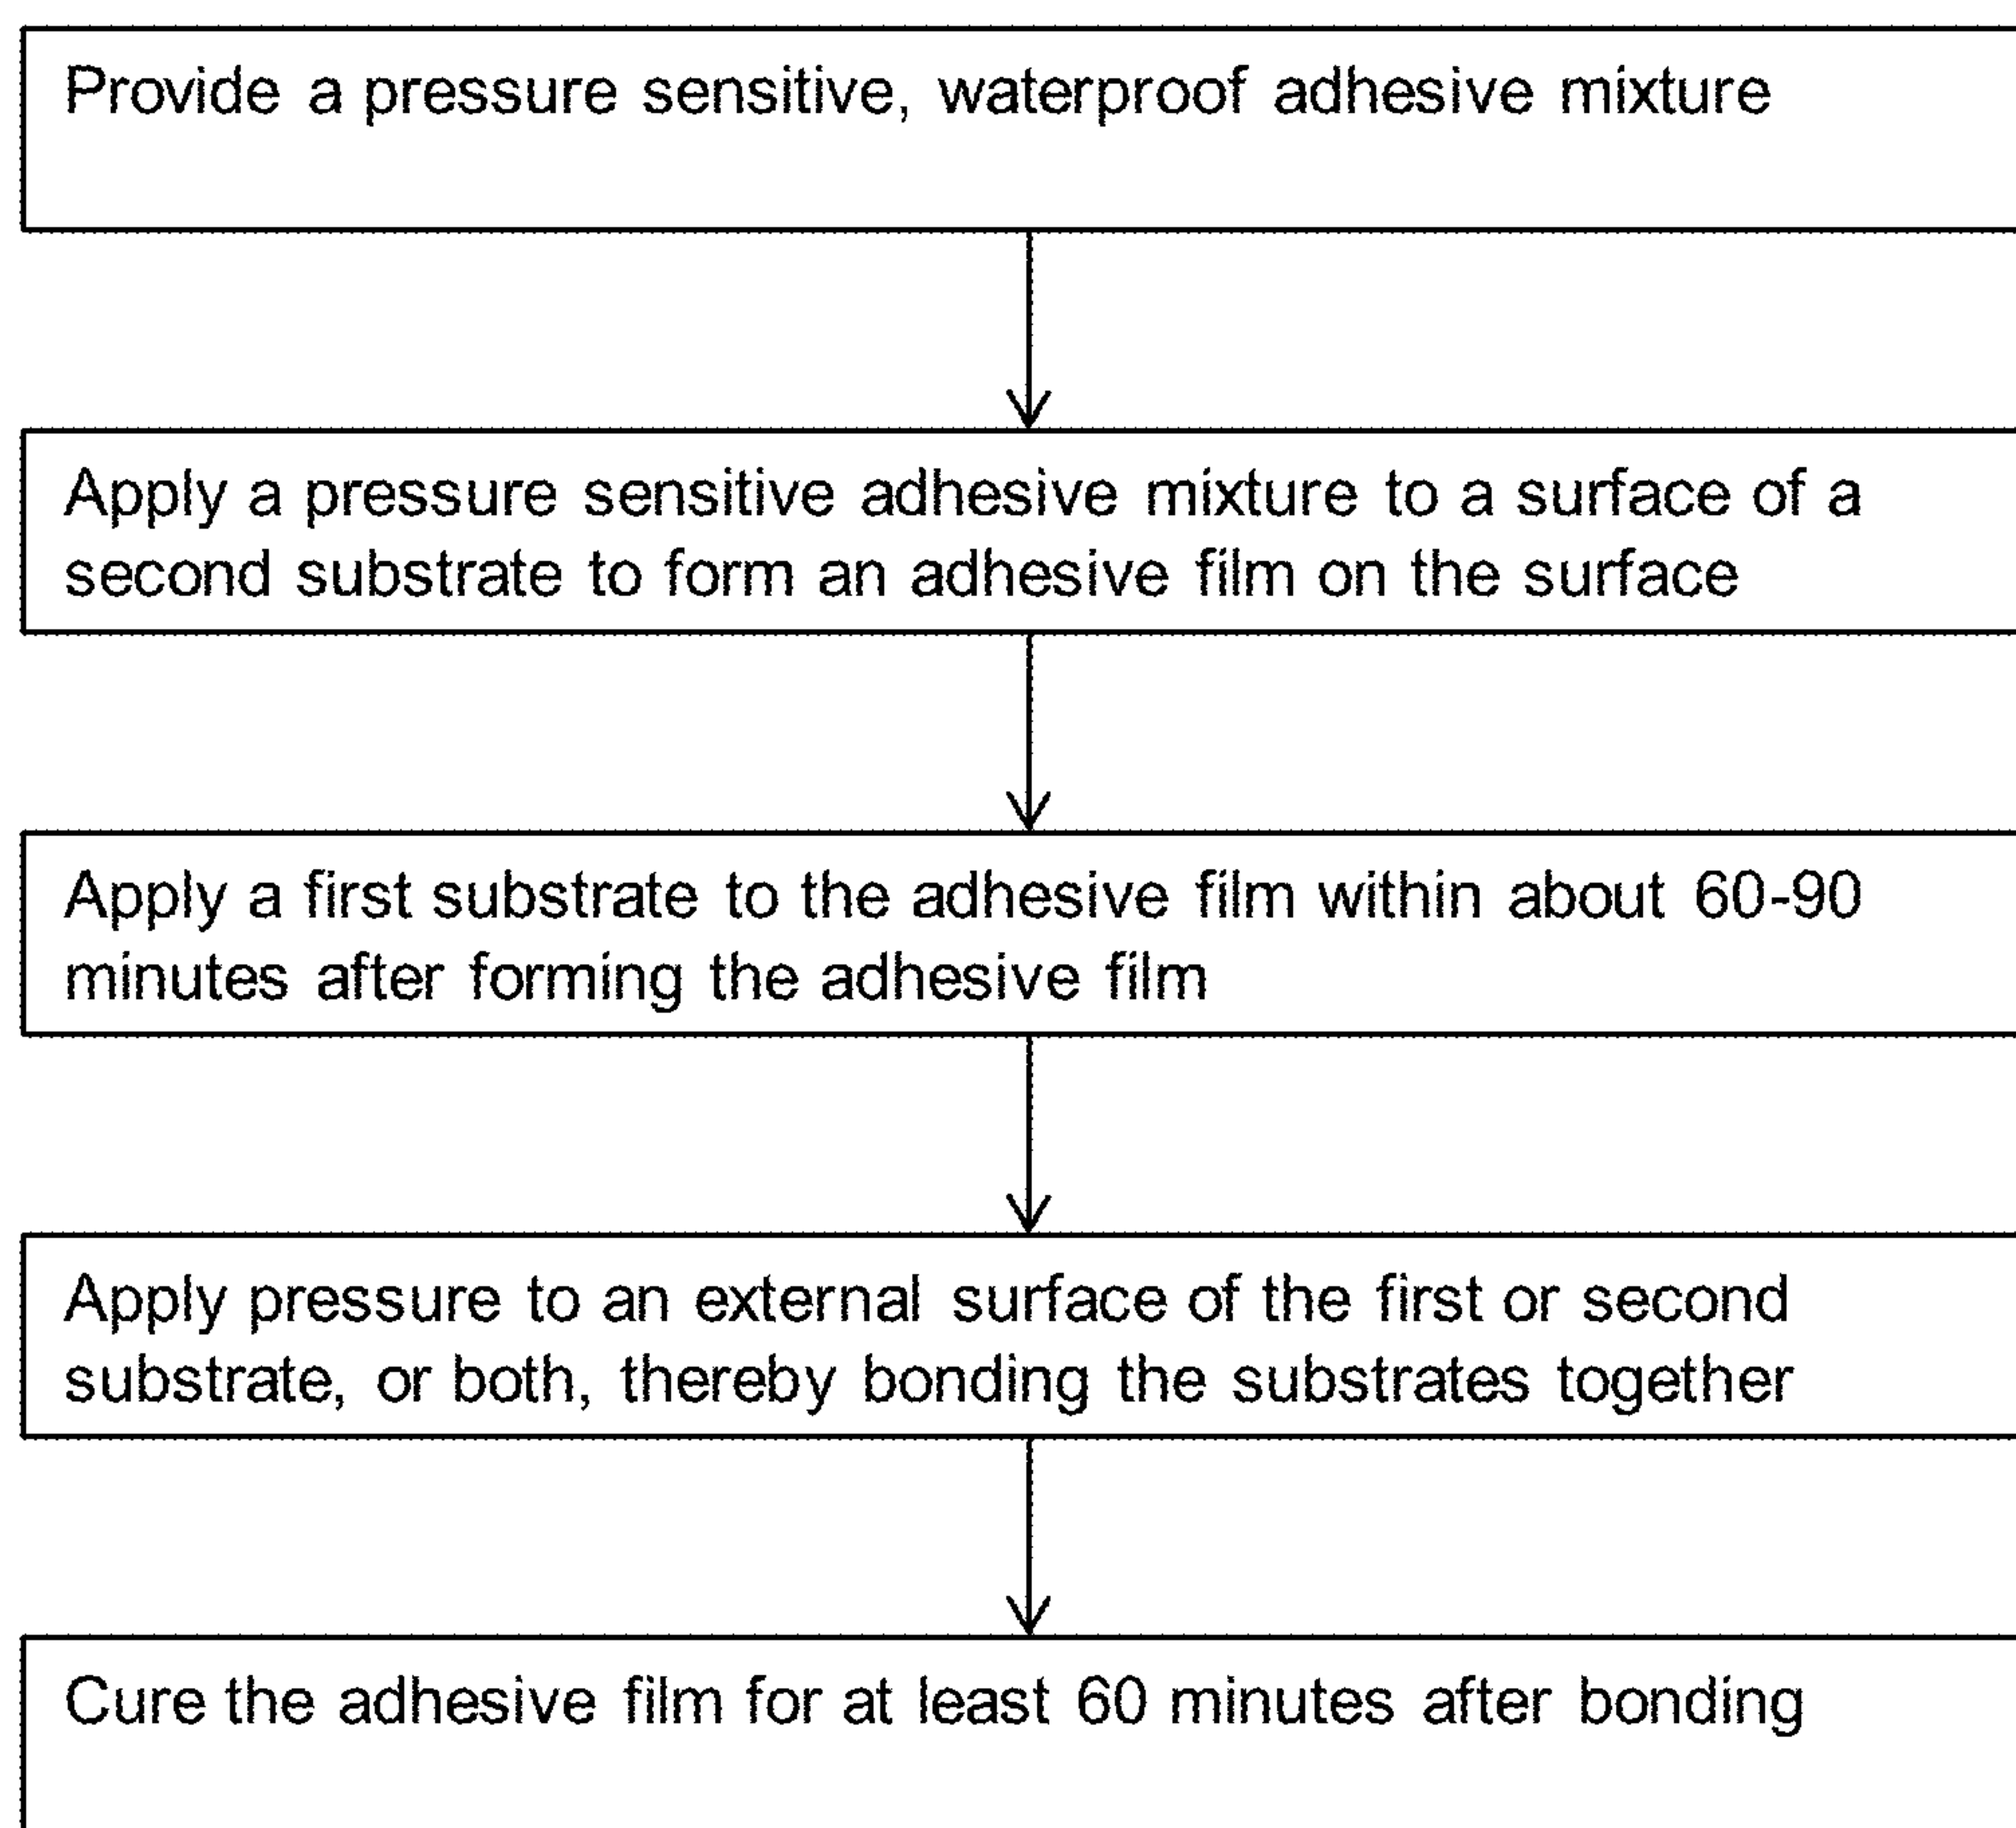 Provide a pressure sensitive, waterproof adhesive mixture
Apply a pressure sensitive adhesive mixture to a surface of a
second substrate to form an adhesive film on the surface
Apply a first substrate to the adhesive film within about 60-90
minutes after forming the adhesive film
Apply pressure to an external surface of the first or second
substrate, or both, thereby bonding the substrates together
Cure the adhesive film for at least 60 minutes after bonding